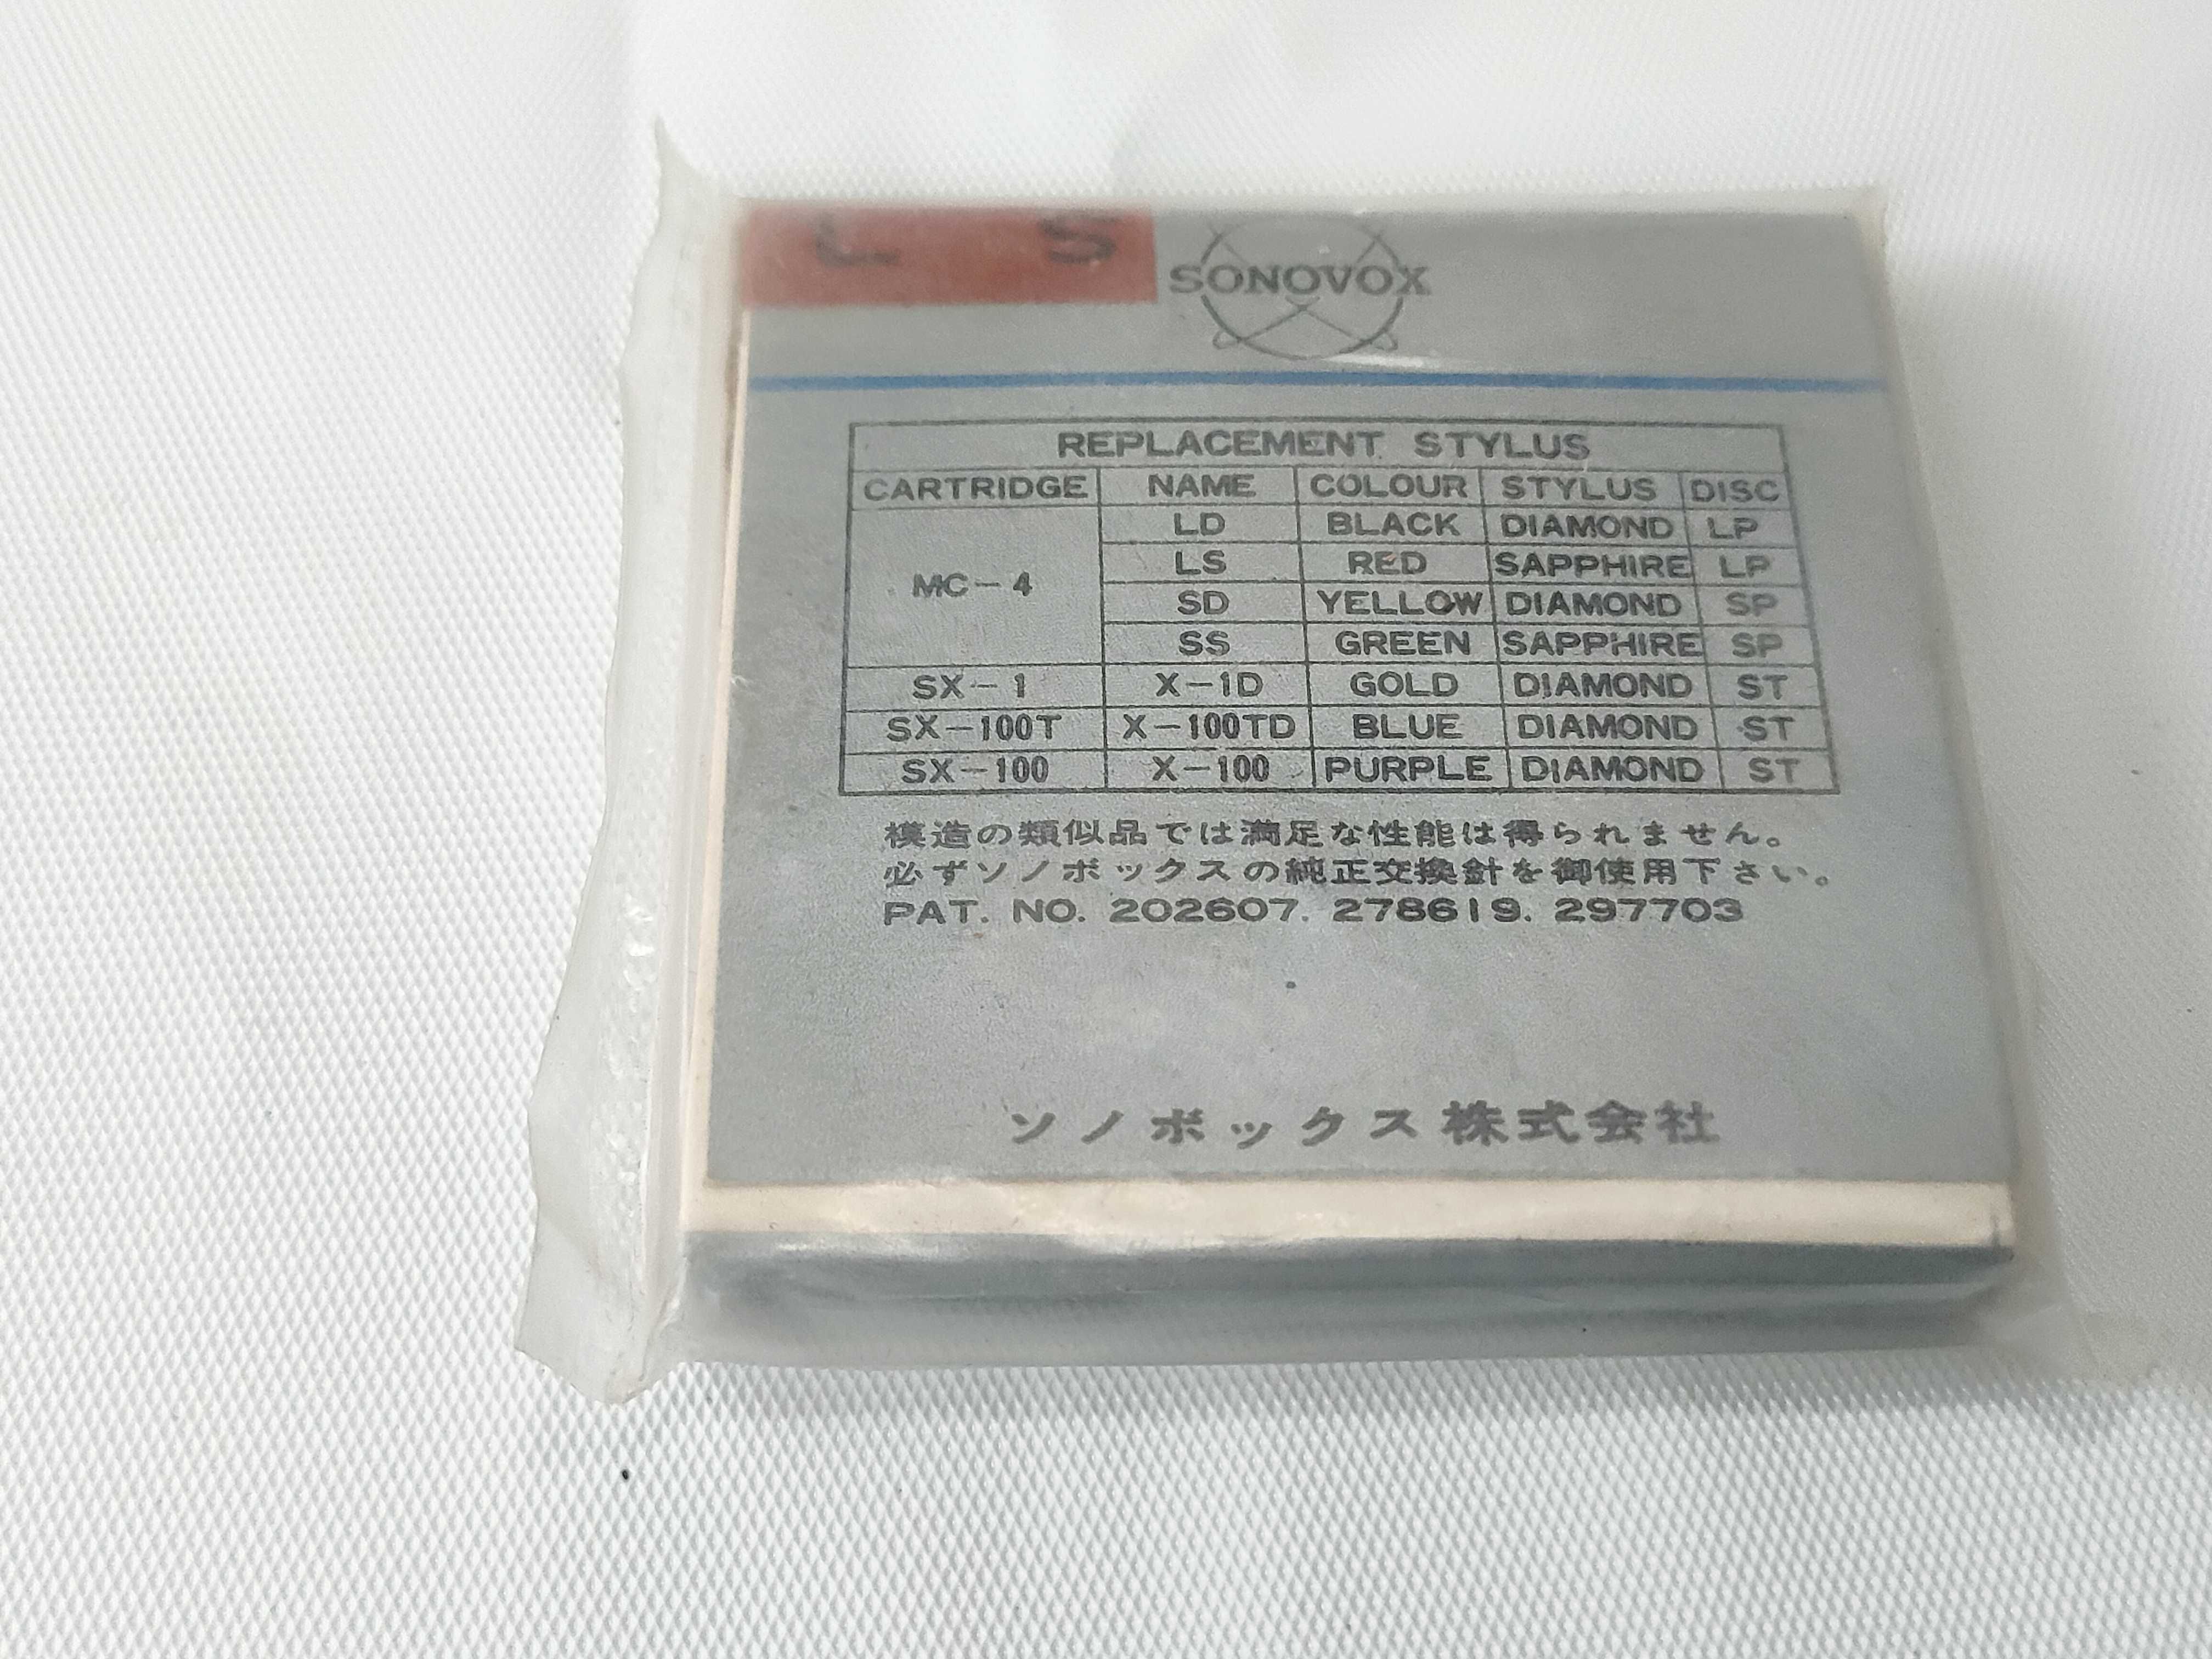 L S
SONOVOX
REPLACEMENT STYLUS
CARTRIDGE NAME COLOUR STYLUS DISC
MC-4 LD BLACK DIAMOND LP
LS RED SAPPHIRE LP
SD YELLOW DIAMOND SP
SS GREEN SAPPHIRE SP
SX-1 X-1D GOLD DIAMOND ST
SX-100T X-100TD BLUE DIAMOND ST
SX-100 X-100 PURPLE DIAMOND ST
模造の類似品では満足な性能は得られません。
必ずソノボックスの純正交換針を御使用下さい。
PAT. NO. 202607. 278619. 297703
ソノボックス株式会社